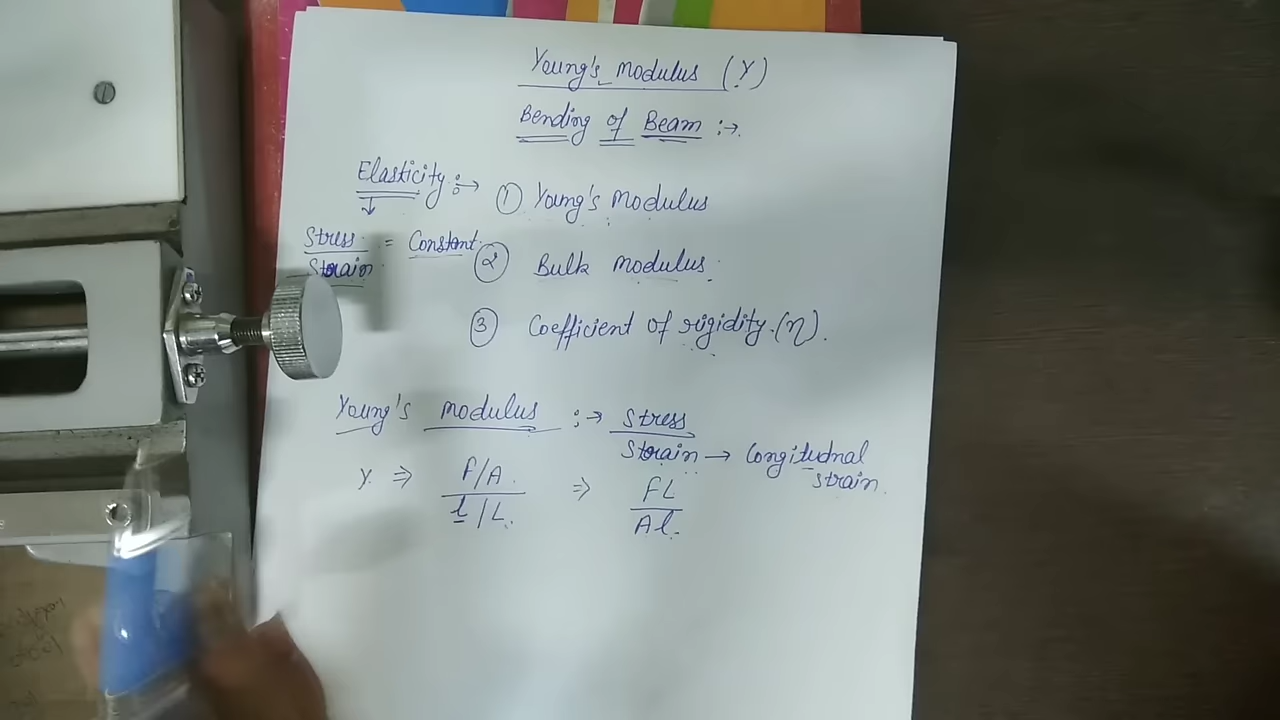 Young's modulus (Y)
Bending of Beam :→
Elasticity :→ ① Young's modulus
Stress / Strain = Constant.
② Bulk modulus.
③ Coefficient of rigidity.(η).
Young's modulus :→ Stress / Strain → Longitudnal strain.
Y ⇒ F/A. / l/L. ⇒ FL / Al.